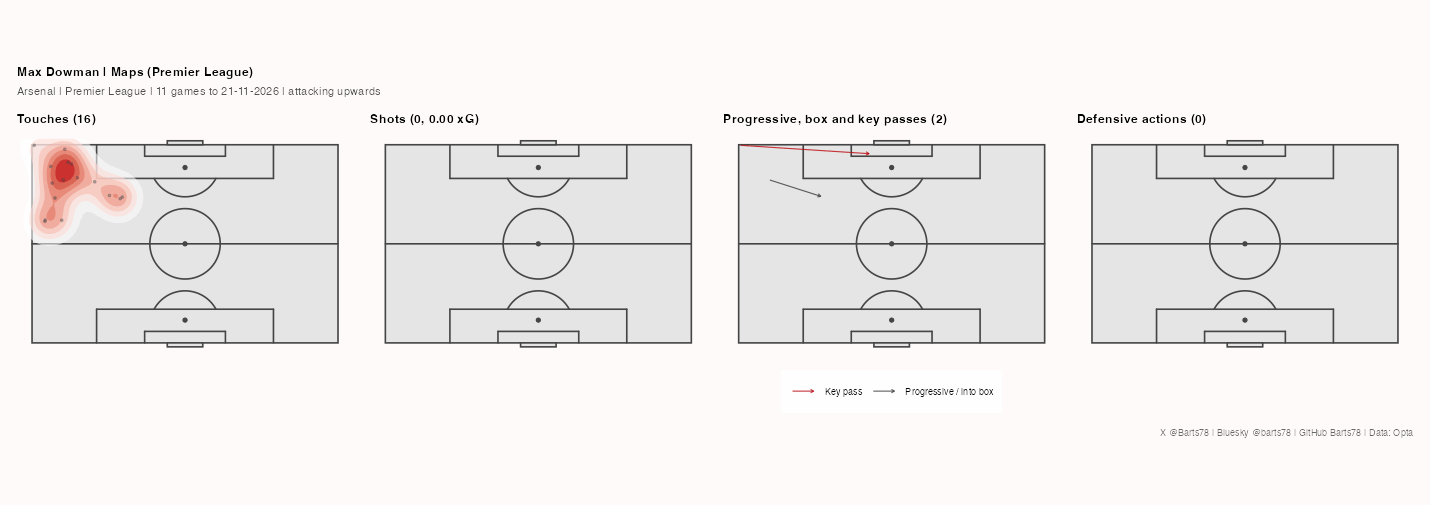 Max Dowman | Maps (Premier League)
Arsenal | Premier League | 11 games to 21-11-2026 | attacking upwards
Touches (16)
Shots (0, 0.00 xG)
Progressive, box and key passes (2)
Defensive actions (0)
Key pass
Progressive / into box
X @Barts78 | Bluesky @barts78 | GitHub Barts78 | Data: Opta